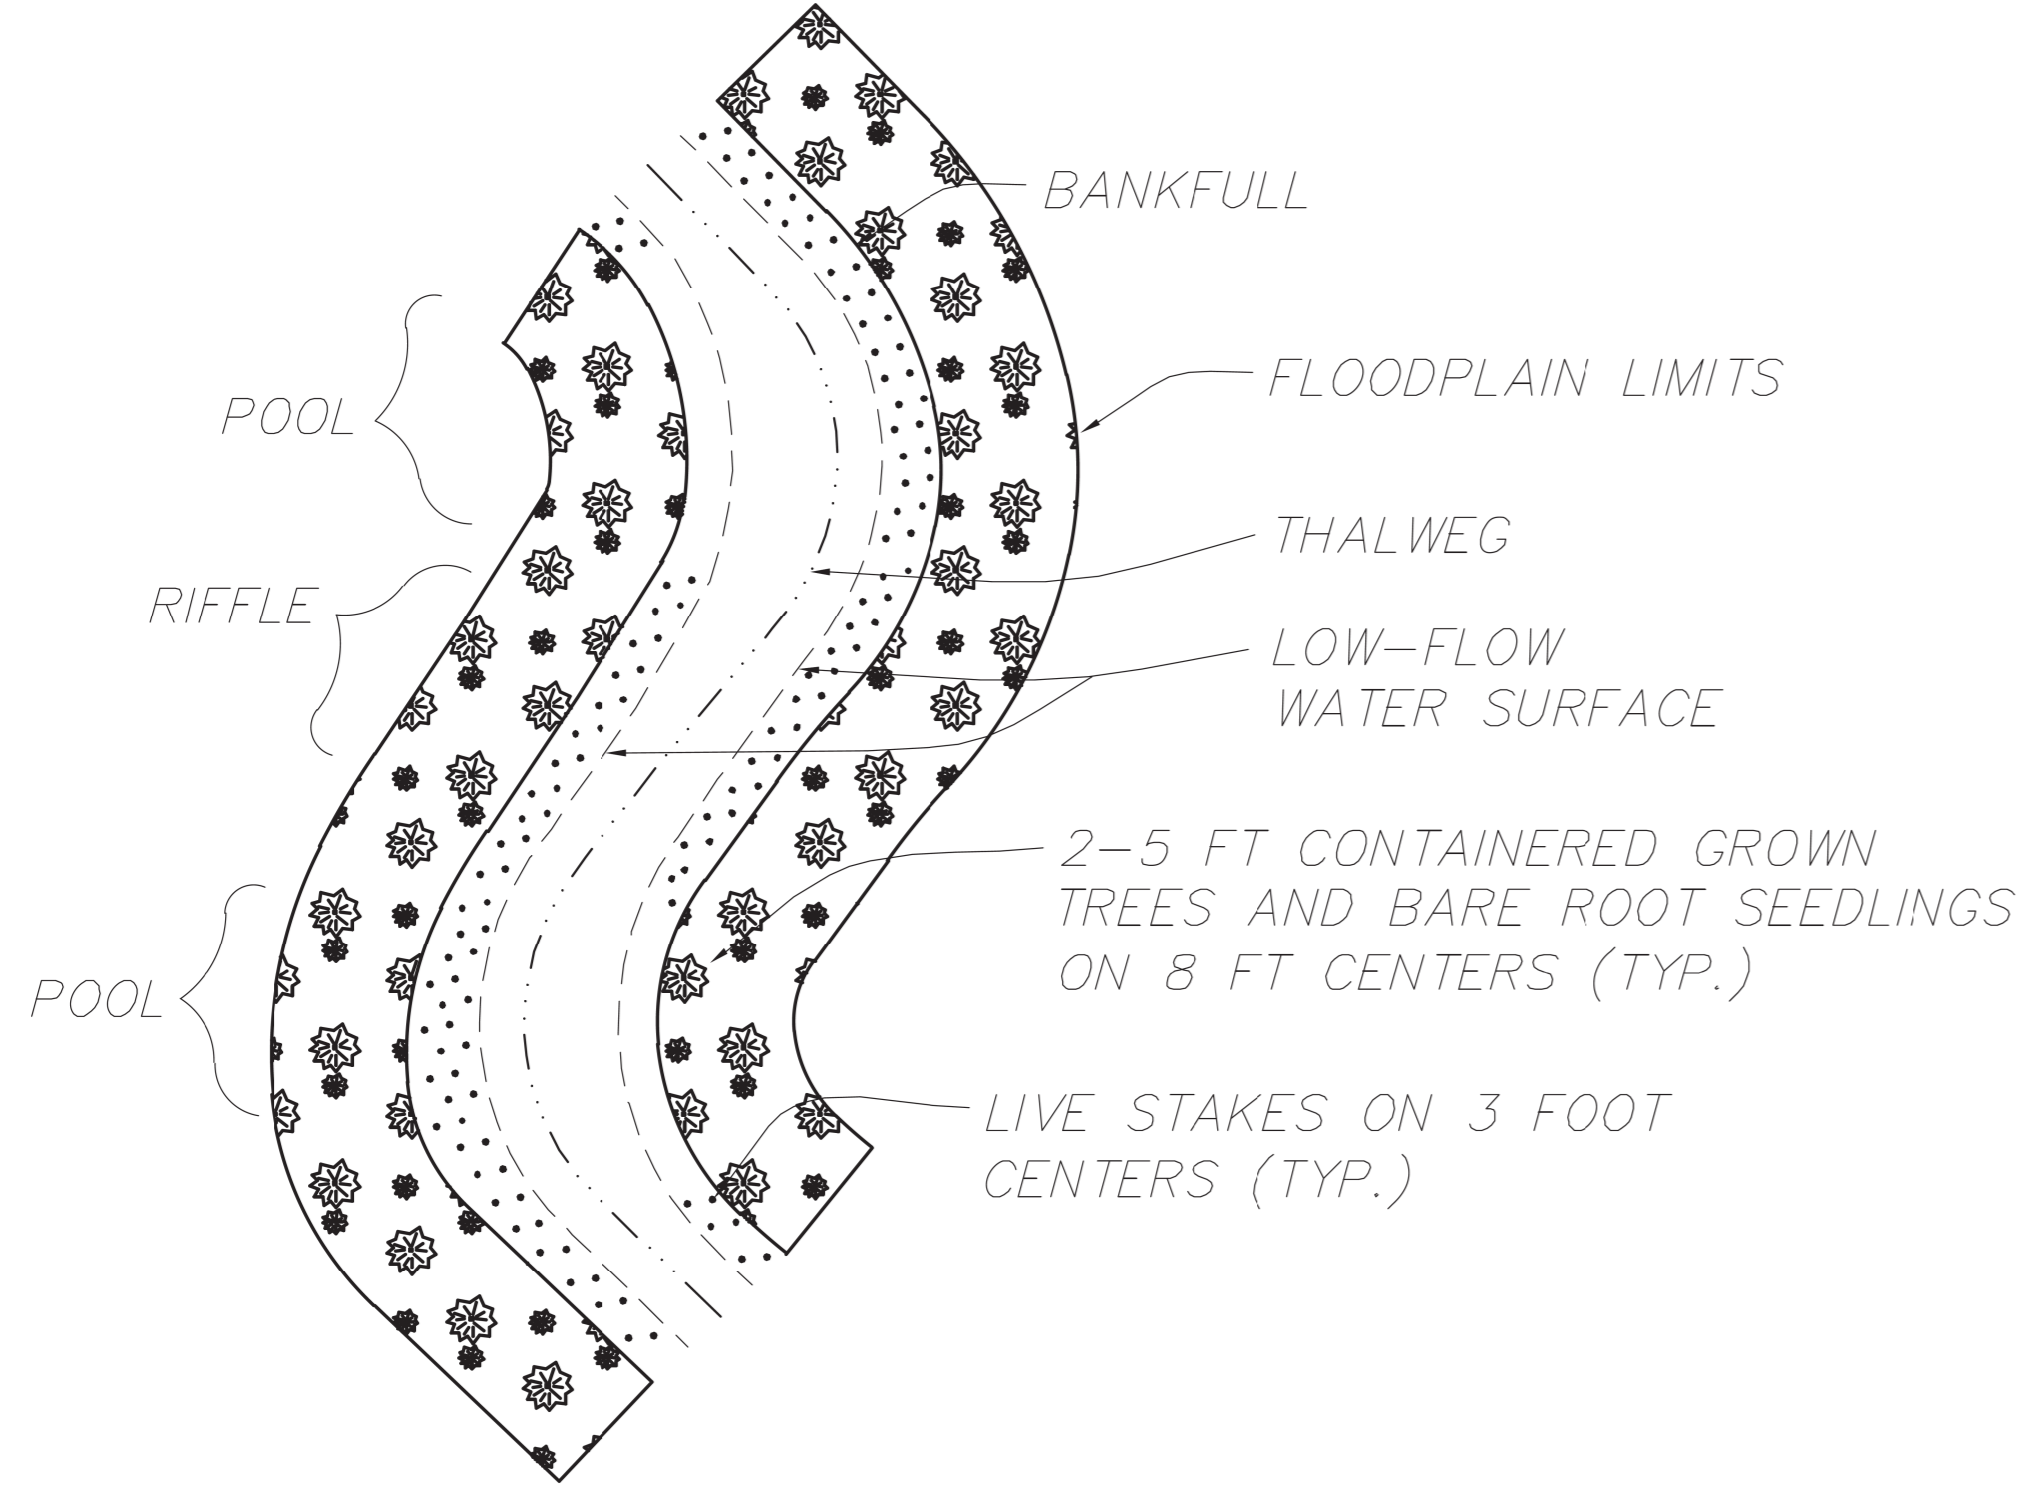 BANKFULL
FLOODPLAIN LIMITS
POOL
THALWEG
RIFFLE
LOW-FLOW
WATER SURFACE
2-5 FT CONTAINERED GROWN
TREES AND BARE ROOT SEEDLINGS
ON 8 FT CENTERS (TYP.)
POOL
LIVE STAKES ON 3 FOOT
CENTERS (TYP.)